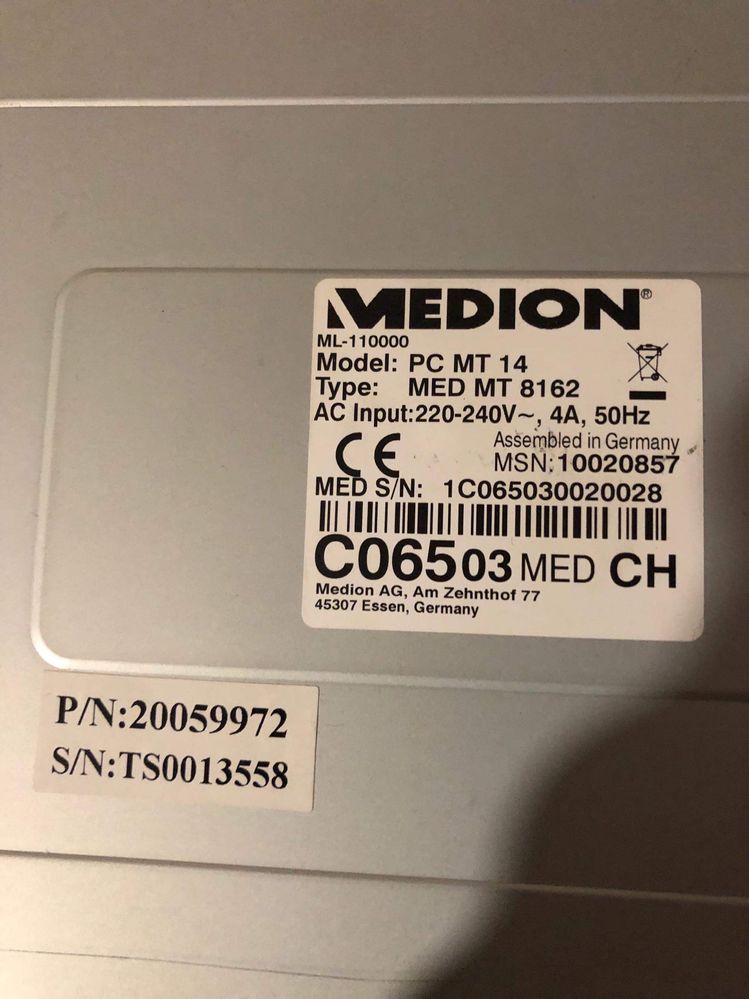 MEDION®
ML-110000
Model: PC MT 14
Type: MED MT 8162
AC Input:220-240V~, 4A, 50Hz
CE
Assembled in Germany
MSN: 10020857
MED S/N: 1C065030020028
C06503 MED CH
Medion AG, Am Zehnthof 77
45307 Essen, Germany
P/N:20059972
S/N:TS0013558